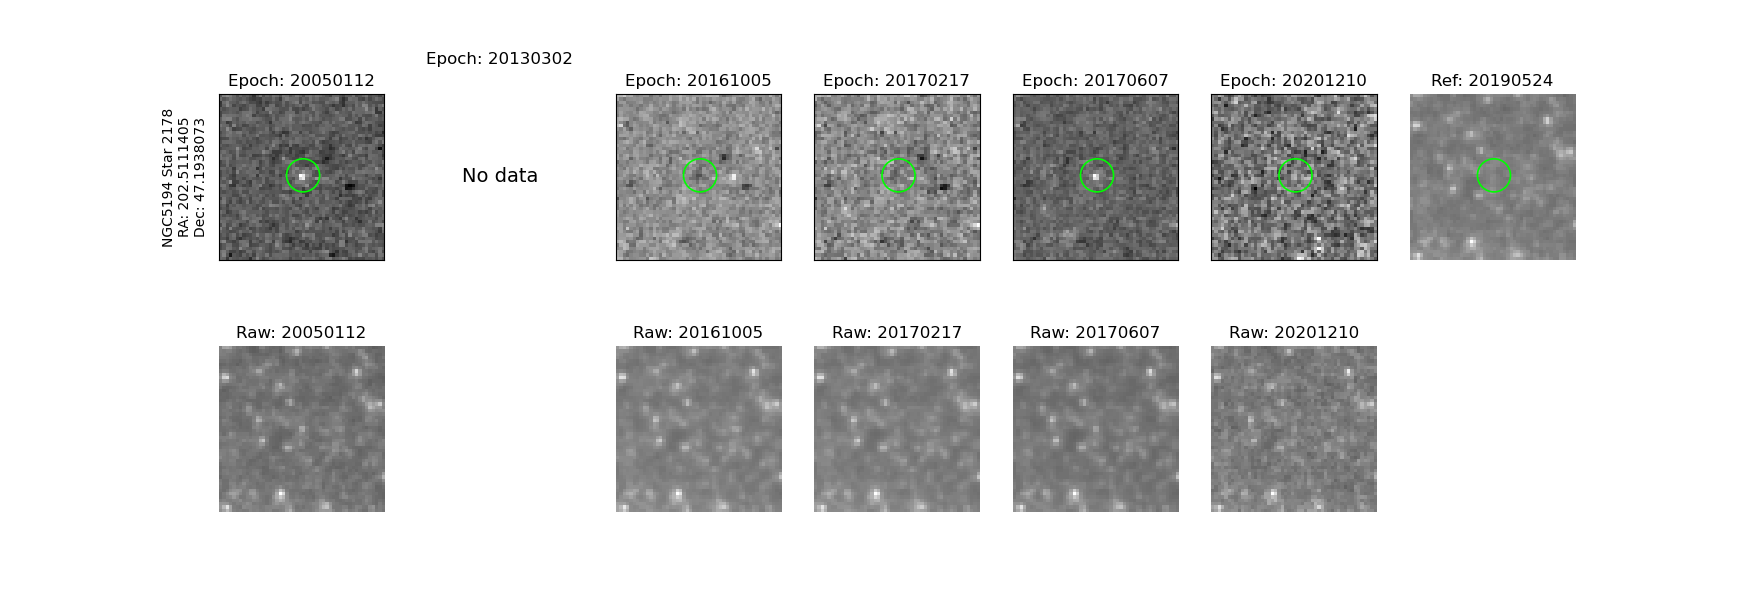 Epoch: 20050112
Epoch: 20130302
Epoch: 20161005
Epoch: 20170217
Epoch: 20170607
Epoch: 20201210
Ref: 20190524
NGC5194 Star 2178
RA: 202.5111405
Dec: 47.1938073
No data
Raw: 20050112
Raw: 20161005
Raw: 20170217
Raw: 20170607
Raw: 20201210